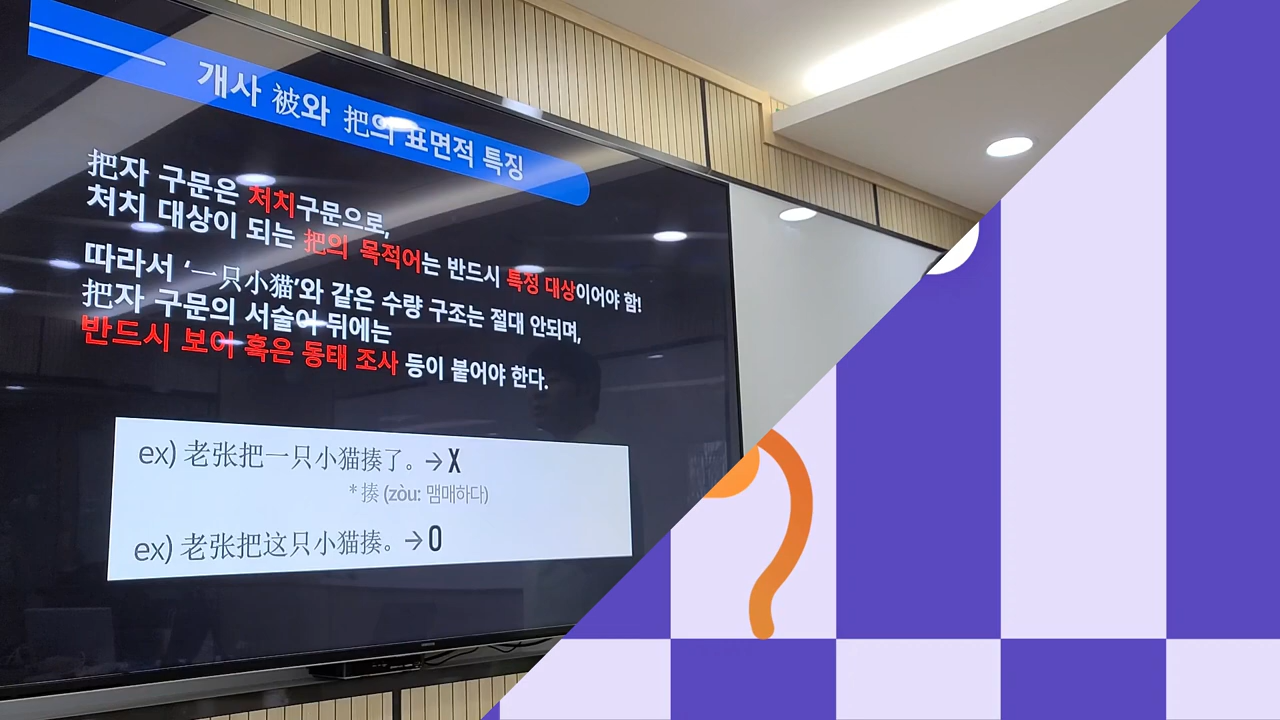 개사 被와 把의 표면적 특징
把자 구문은 처치구문으로,
처치 대상이 되는 把의 목적어는 반드시 특정 대상이어야 함!
따라서 ‘一只小猫‘와 같은 수량 구조는 절대 안되며,
把자 구문의 서술어 뒤에는
반드시 보어 혹은 동태 조사 등이 붙어야 한다.
ex) 老张把一只小猫揍了。→ X
* 揍 (zòu: 맴매하다)
ex) 老张把这只小猫揍。→ O